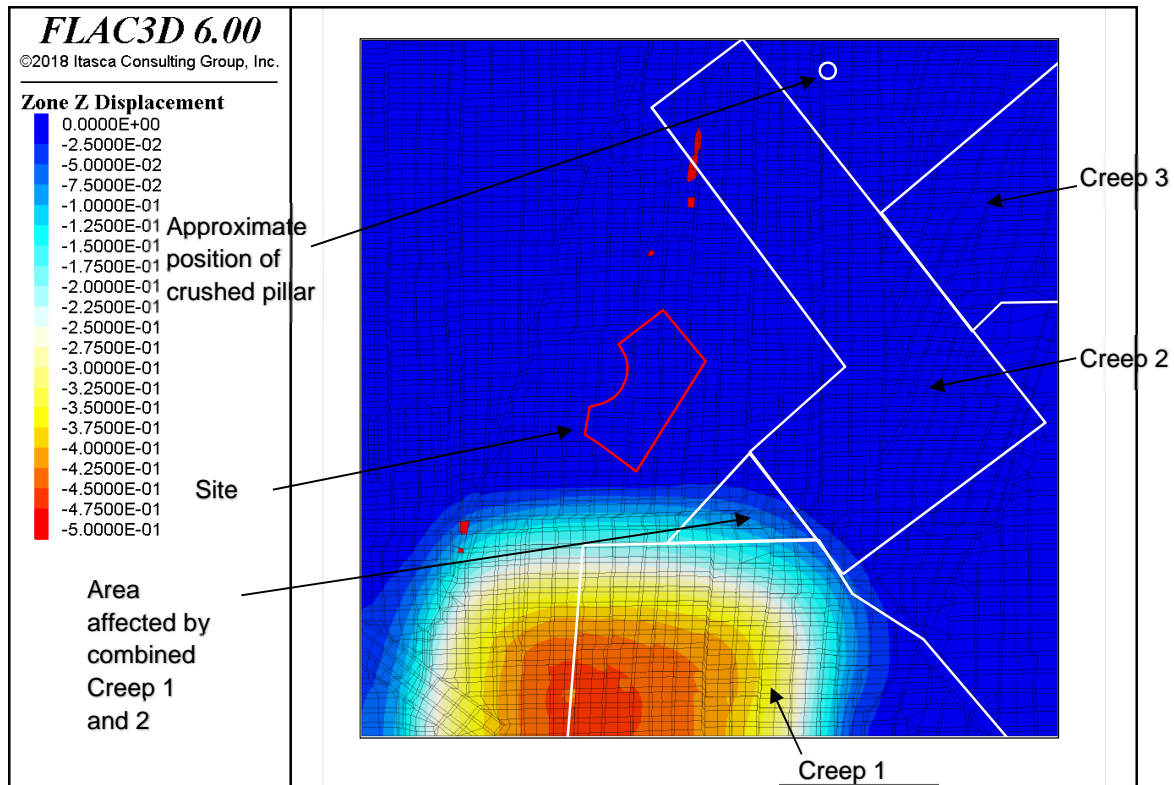 FLAC3D 6.00
©2018 Itasca Consulting Group, Inc.
Zone Z Displacement
0.0000E+00
-2.5000E-02
-5.0000E-02
-7.5000E-02
-1.0000E-01
-1.2500E-01
-1.5000E-01
-1.7500E-01
-2.0000E-01
-2.2500E-01
-2.5000E-01
-2.7500E-01
-3.0000E-01
-3.2500E-01
-3.5000E-01
-3.7500E-01
-4.0000E-01
-4.2500E-01
-4.5000E-01
-4.7500E-01
-5.0000E-01
Approximate
position of
crushed pillar
Site
Area
affected by
combined
Creep 1
and 2
Creep 3
Creep 2
Creep 1